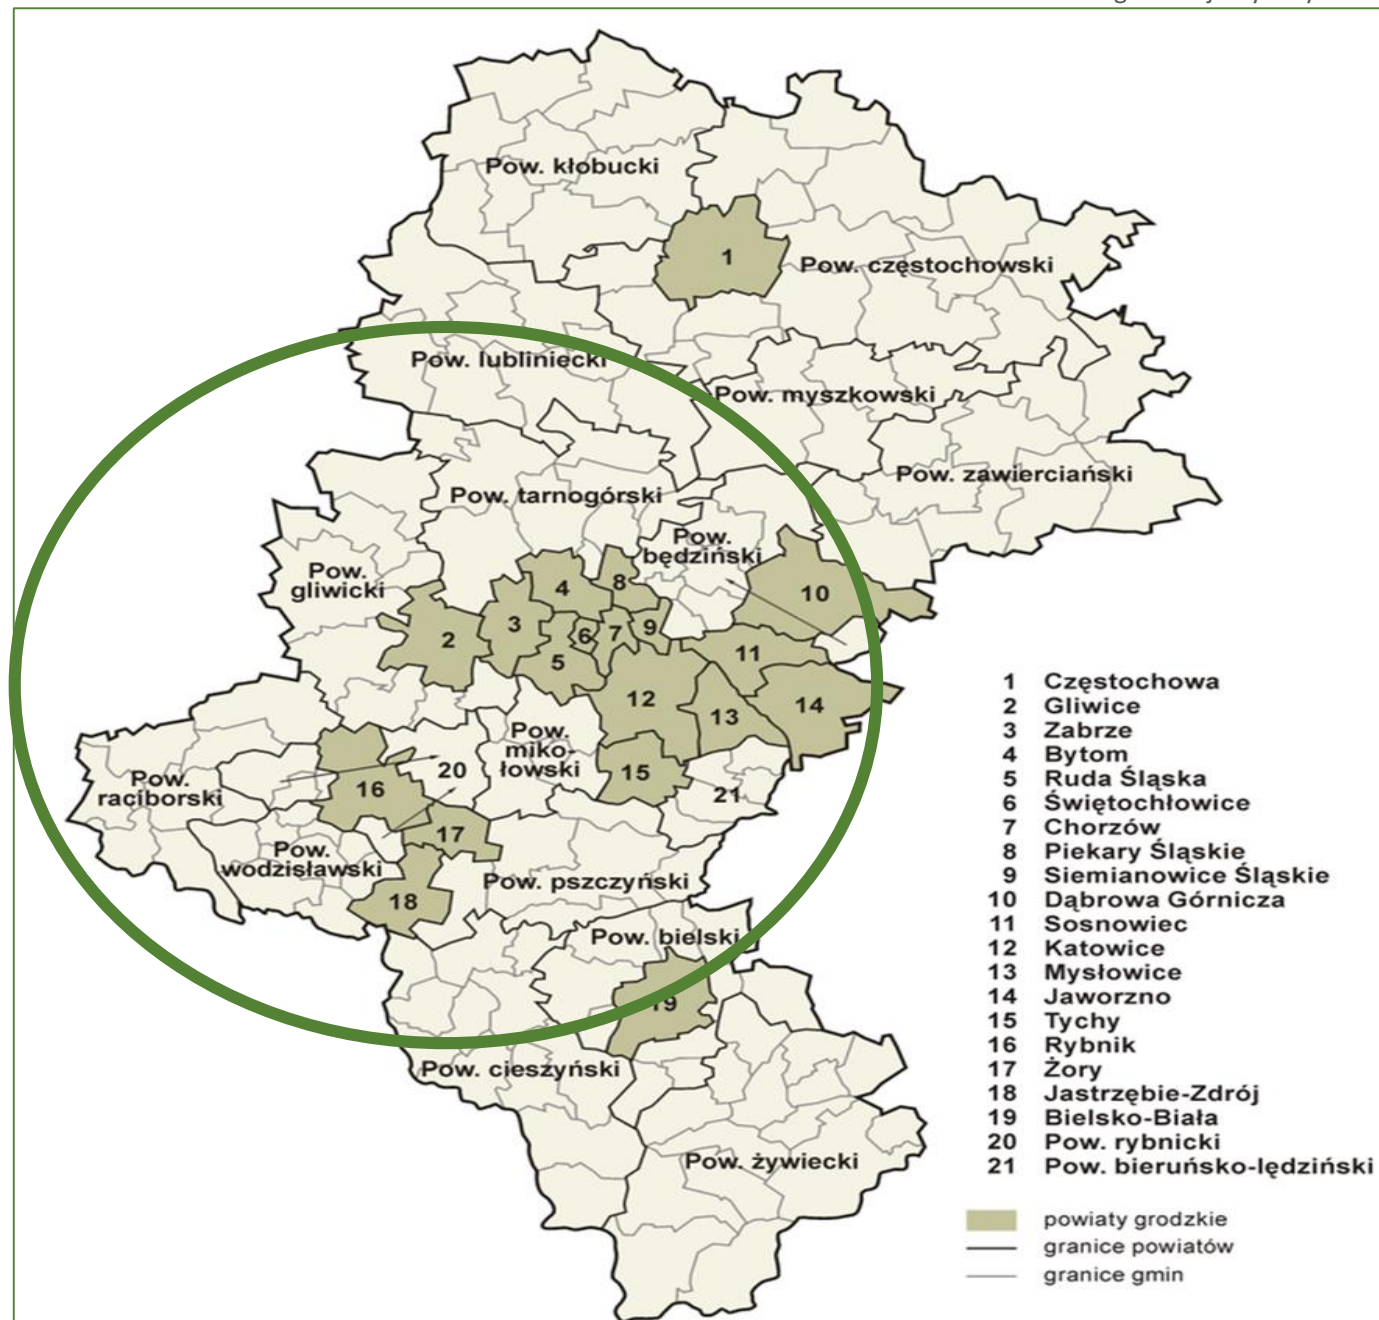 Pow. kłobucki
1
Pow. częstochowski
Pow. lubliniecki
Pow. myszkowski
Pow. zawierciański
Pow. tarnogórski
Pow.
będziński
Pow.
gliwicki
4
8
10
3
6
7
9
2
5
11
12
13
14
Pow.
miko-
łowski
20
15
21
16
Pow.
raciborski
17
Pow.
wodzisławski
18
Pow. pszczyński
Pow. bielski
19
Pow. cieszyński
Pow. żywiecki
1 Częstochowa
2 Gliwice
3 Zabrze
4 Bytom
5 Ruda Śląska
6 Świętochłowice
7 Chorzów
8 Piekary Śląskie
9 Siemianowice Śląskie
10 Dąbrowa Górnicza
11 Sosnowiec
12 Katowice
13 Mysłowice
14 Jaworzno
15 Tychy
16 Rybnik
17 Żory
18 Jastrzębie-Zdrój
19 Bielsko-Biała
20 Pow. rybnicki
21 Pow. bieruńsko-lędziński
powiaty grodzkie
granice powiatów
granice gmin